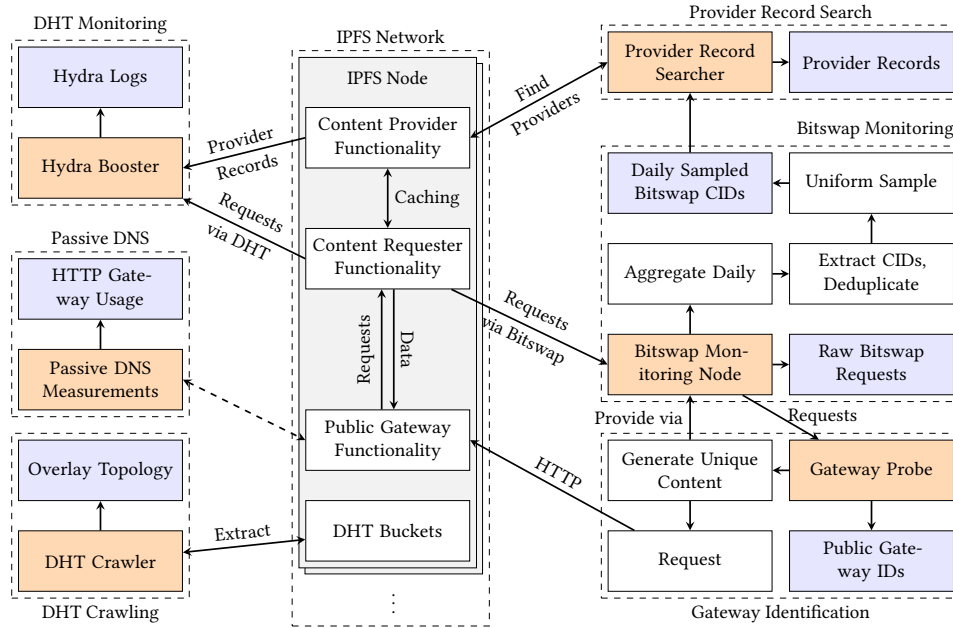 DHT Monitoring
Hydra Logs
Hydra Booster
Passive DNS
HTTP Gate-
way Usage
Passive DNS
Measurements
Overlay Topology
DHT Crawler
DHT Crawling
Provider
Records
Requests
via DHT
Extract
IPFS Network
IPFS Node
Content Provider
Functionality
Caching
Content Requester
Functionality
Requests
Data
Public Gateway
Functionality
DHT Buckets
⋮
Find
Providers
Requests
via Bitswap
HTTP
Provider Record Search
Provider Record
Searcher
Provider Records
Bitswap Monitoring
Daily Sampled
Bitswap CIDs
Uniform Sample
Aggregate Daily
Extract CIDs,
Deduplicate
Bitswap Mon-
itoring Node
Raw Bitswap
Requests
Provide via
Requests
Generate Unique
Content
Gateway Probe
Request
Public Gate-
way IDs
Gateway Identification